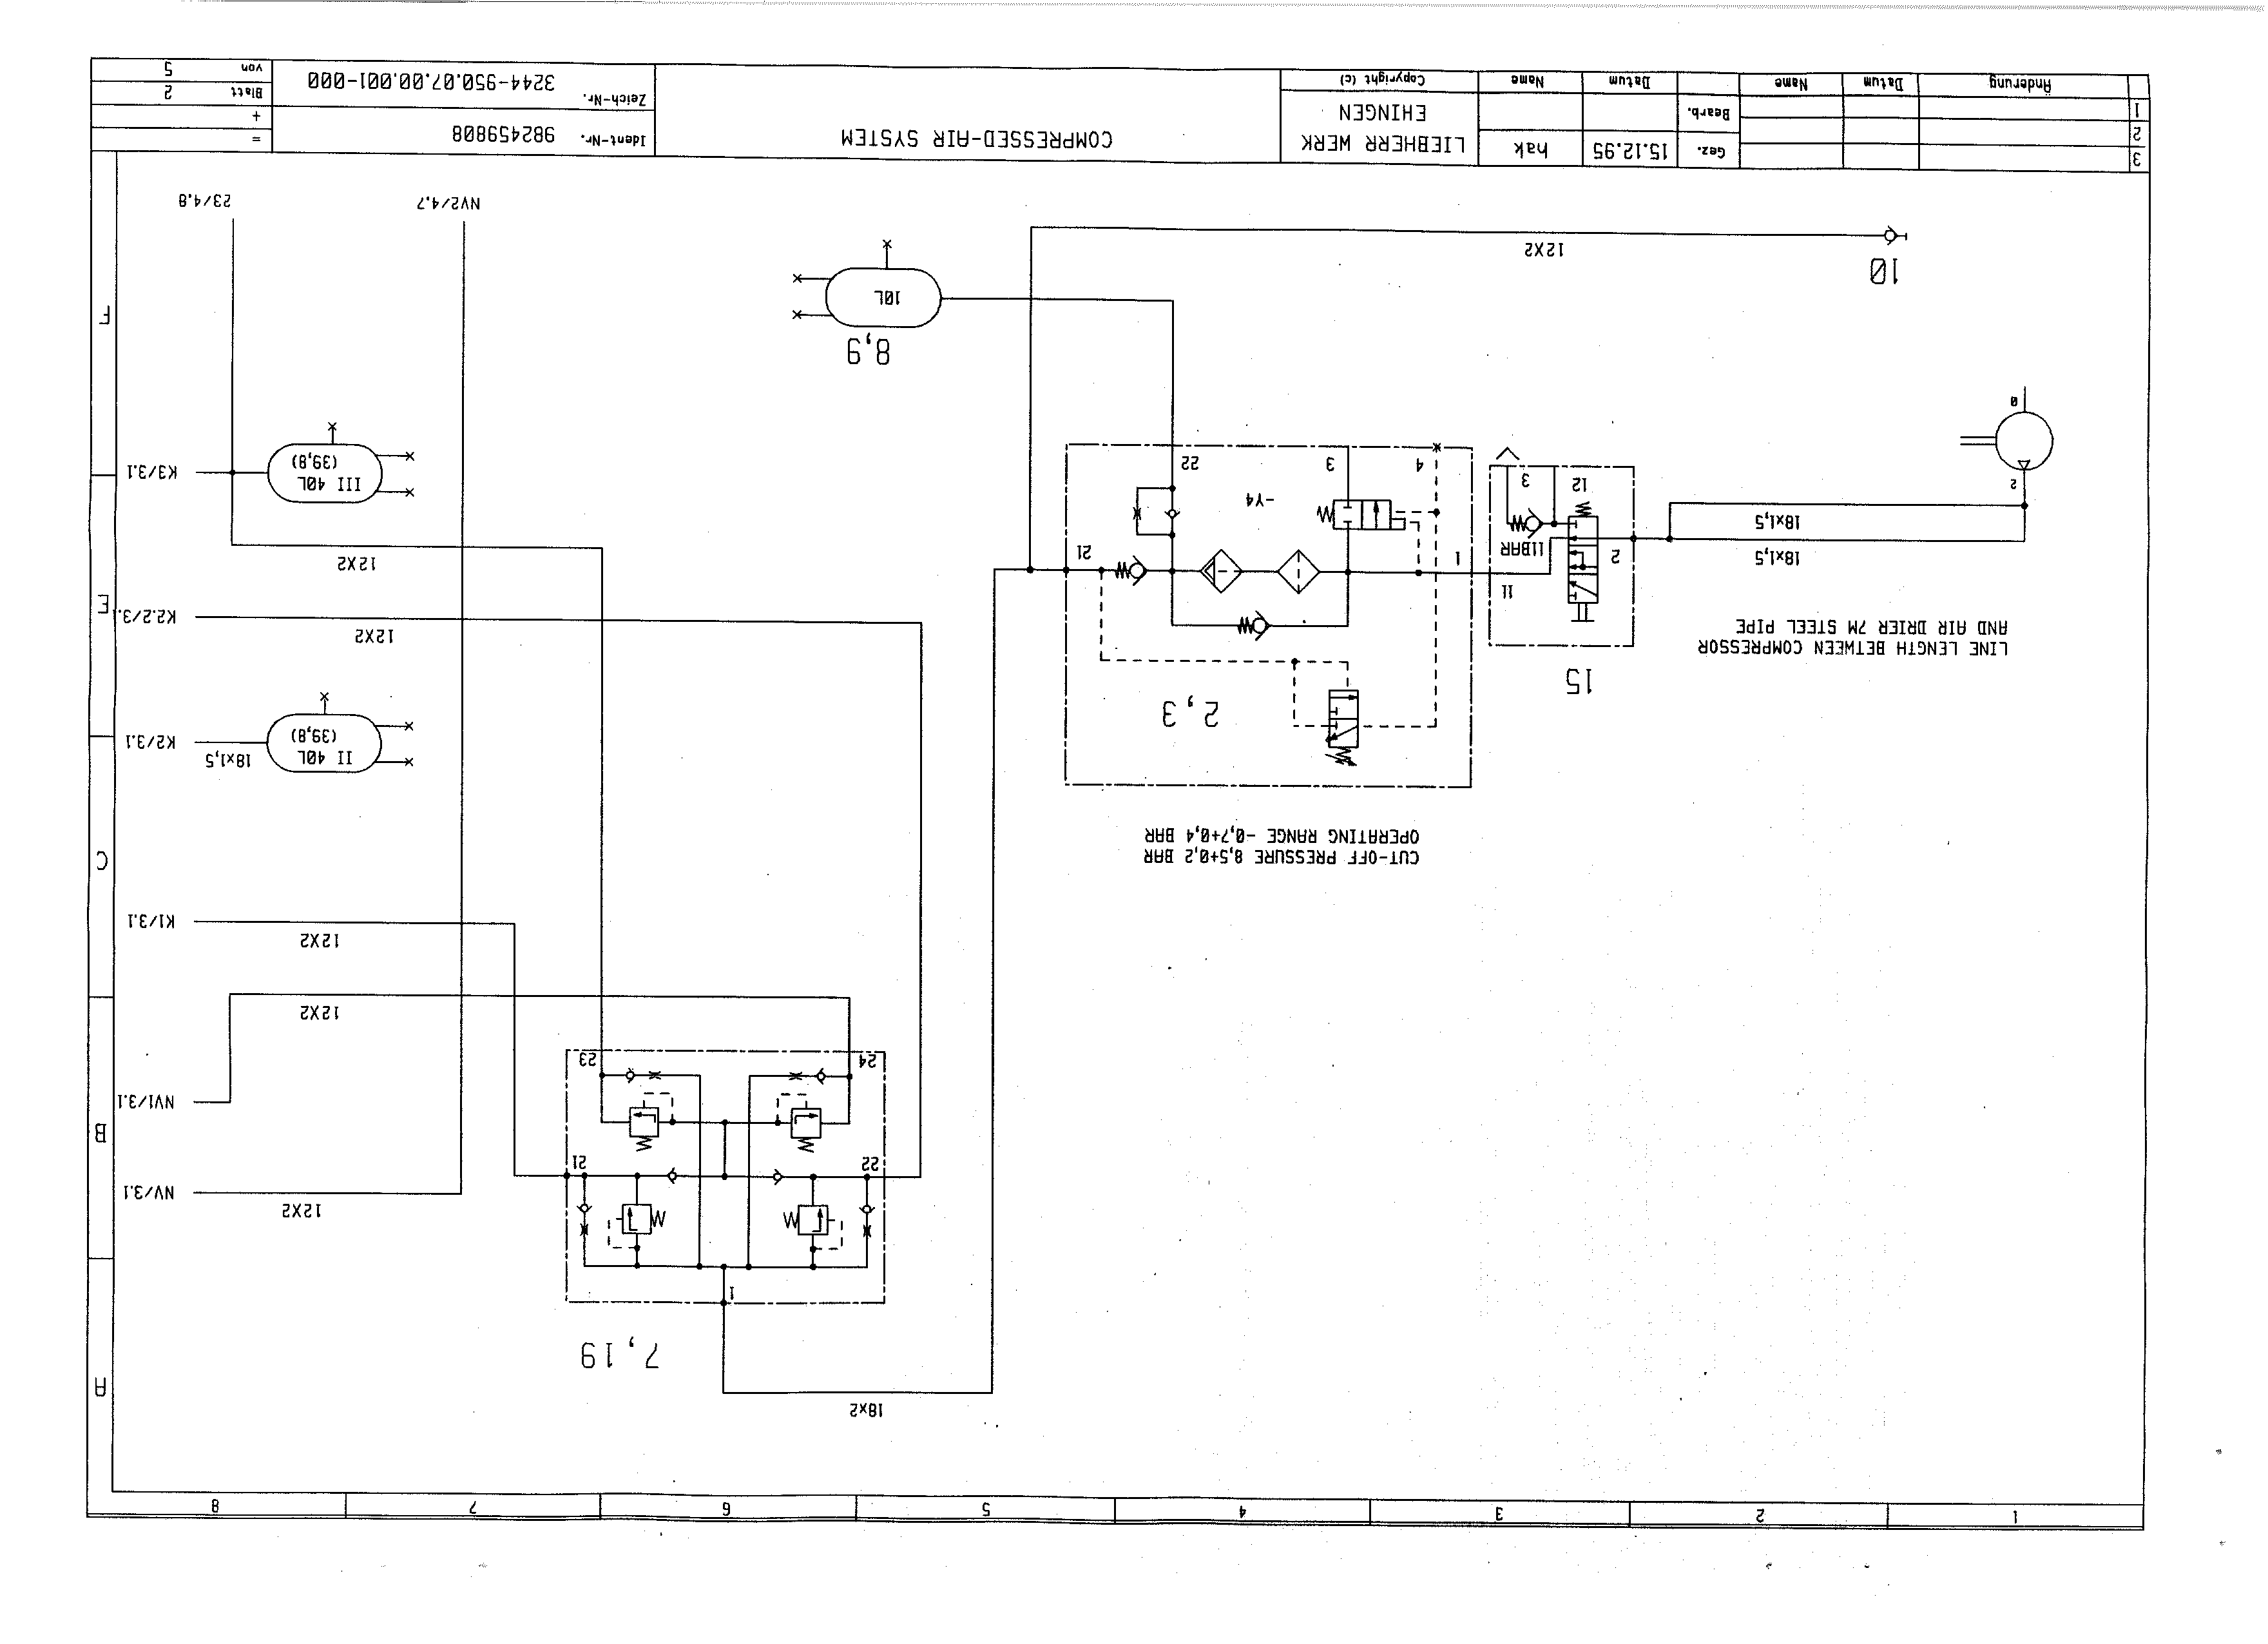 1 2 3 4 5 6 7 8
A
B
C
E
F
18x2
7,19
1
12X2
NV/3.1
22
21
NV1/3.1
24
23
12X2
12X2
K1/3.1
CUT-OFF PRESSURE 8,5+0,2 BAR
OPERATING RANGE -0,7+0,4 BAR
18x1,5
K2/3.1
II 40L
(39,8)
2,3
15
LINE LENGTH BETWEEN COMPRESSOR
AND AIR DRIER 7M STEEL PIPE
12X2
K2.2/3.1
11
1
21
2
18x1,5
12X2
11BAR
18x1,5
-Y4
2
12
3
4
3
22
III 40L
(39,8)
K3/3.1
0
8,9
10L
10
12X2
NV2/4.7
23/4.8
3
2
1
Änderung Datum Name
Gez. 15.12.95 hak
Bearb.
Datum Name
LIEBHERR WERK
EHINGEN
Copyright (c)
COMPRESSED-AIR SYSTEM
Ident-Nr. 982459808
Zeich-Nr. 3244-950.07.00.001-000
=
+
Blatt 2
von 5